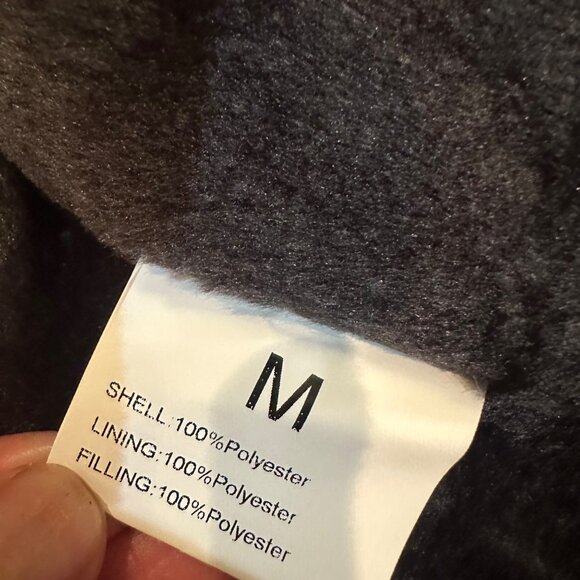 M
SHELL:100%Polyester
LINING:100%Polyester
FILLING:100%Polyester